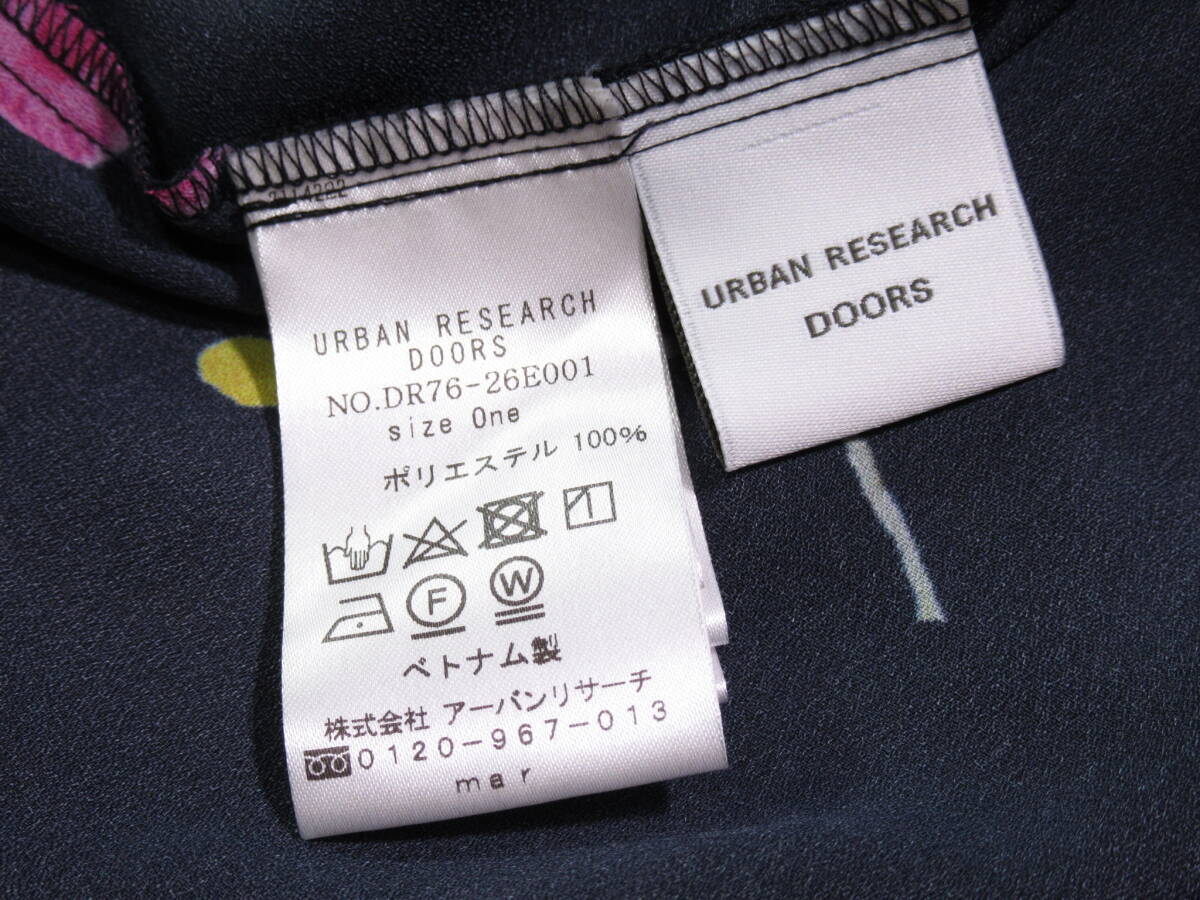 URBAN RESEARCH
DOORS
NO.DR76-26E001
size One
ポリエステル 100%
F
W
ベトナム製
株式会社 アーバンリサーチ
0120-967-013
mar
URBAN RESEARCH
DOORS